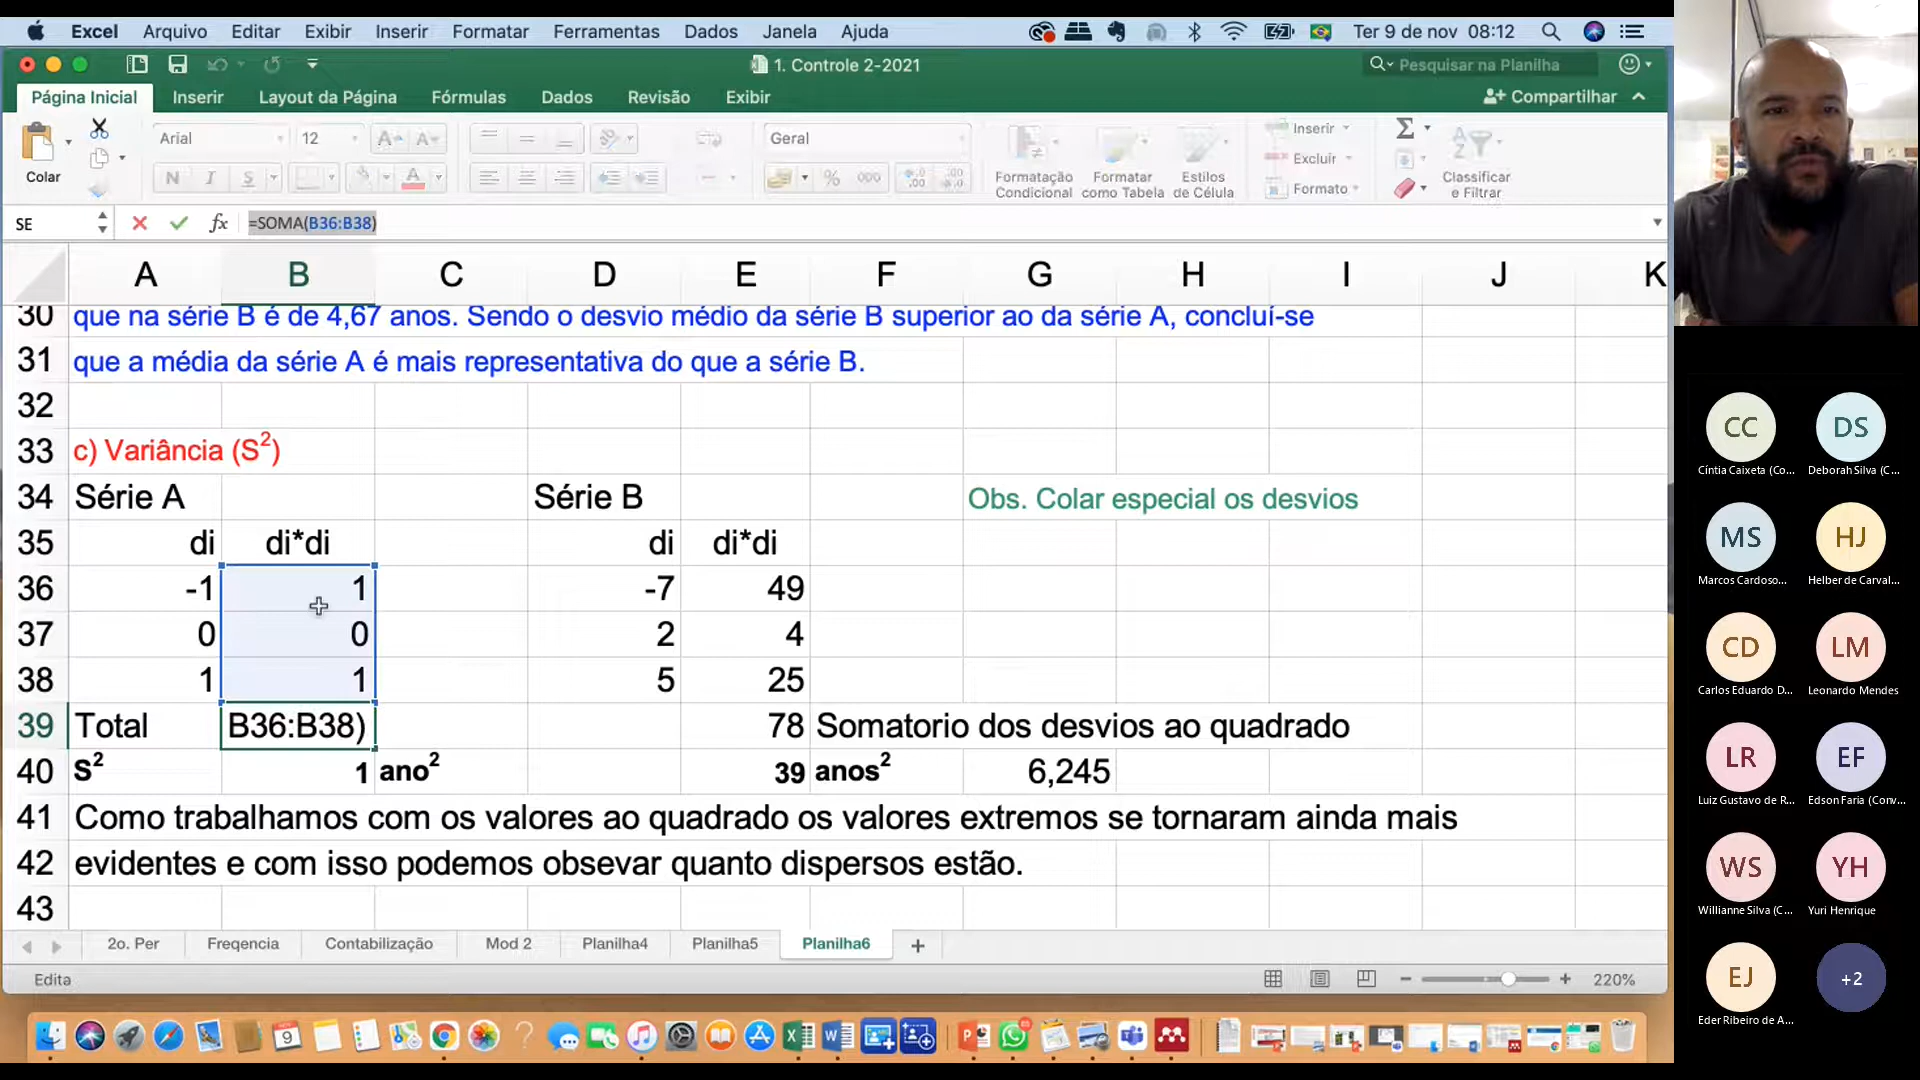 Excel Arquivo Editar Exibir Inserir Formatar Ferramentas Dados Janela Ajuda Ter 9 de nov 08:12
1. Controle 2-2021 Pesquisar na Planilha
Página Inicial Inserir Layout da Página Fórmulas Dados Revisão Exibir Compartilhar
Colar
Arial 12 Geral
N I S A % 000
Formatação Condicional
Formatar como Tabela
Estilos de Célula
Inserir
Excluir
Formato
Classificar e Filtrar
SE fx =SOMA(B36:B38)
A B C D E F G H I J K
30 que na série B é de 4,67 anos. Sendo o desvio médio da série B superior ao da série A, concluí-se
31 que a média da série A é mais representativa do que a série B.
32
33 c) Variância (S²)
34 Série A Série B Obs. Colar especial os desvios
35 di di*di di di*di
36 -1 1 -7 49
37 0 0 2 4
38 1 1 5 25
39 Total B36:B38) 78 Somatorio dos desvios ao quadrado
40 S² 1 ano² 39 anos² 6,245
41 Como trabalhamos com os valores ao quadrado os valores extremos se tornaram ainda mais
42 evidentes e com isso podemos obsevar quanto dispersos estão.
43
2o. Per Freqencia Contabilização Mod 2 Planilha4 Planilha5 Planilha6 +
Edita 220%
CC DS
Cíntia Caixeta (Co... Deborah Silva (C...
MS HJ
Marcos Cardoso... Helber de Carval...
CD LM
Carlos Eduardo D... Leonardo Mendes
LR EF
Luiz Gustavo de R... Edson Faria (Conv...
WS YH
Willianne Silva (C... Yuri Henrique
EJ +2
Eder Ribeiro de A...